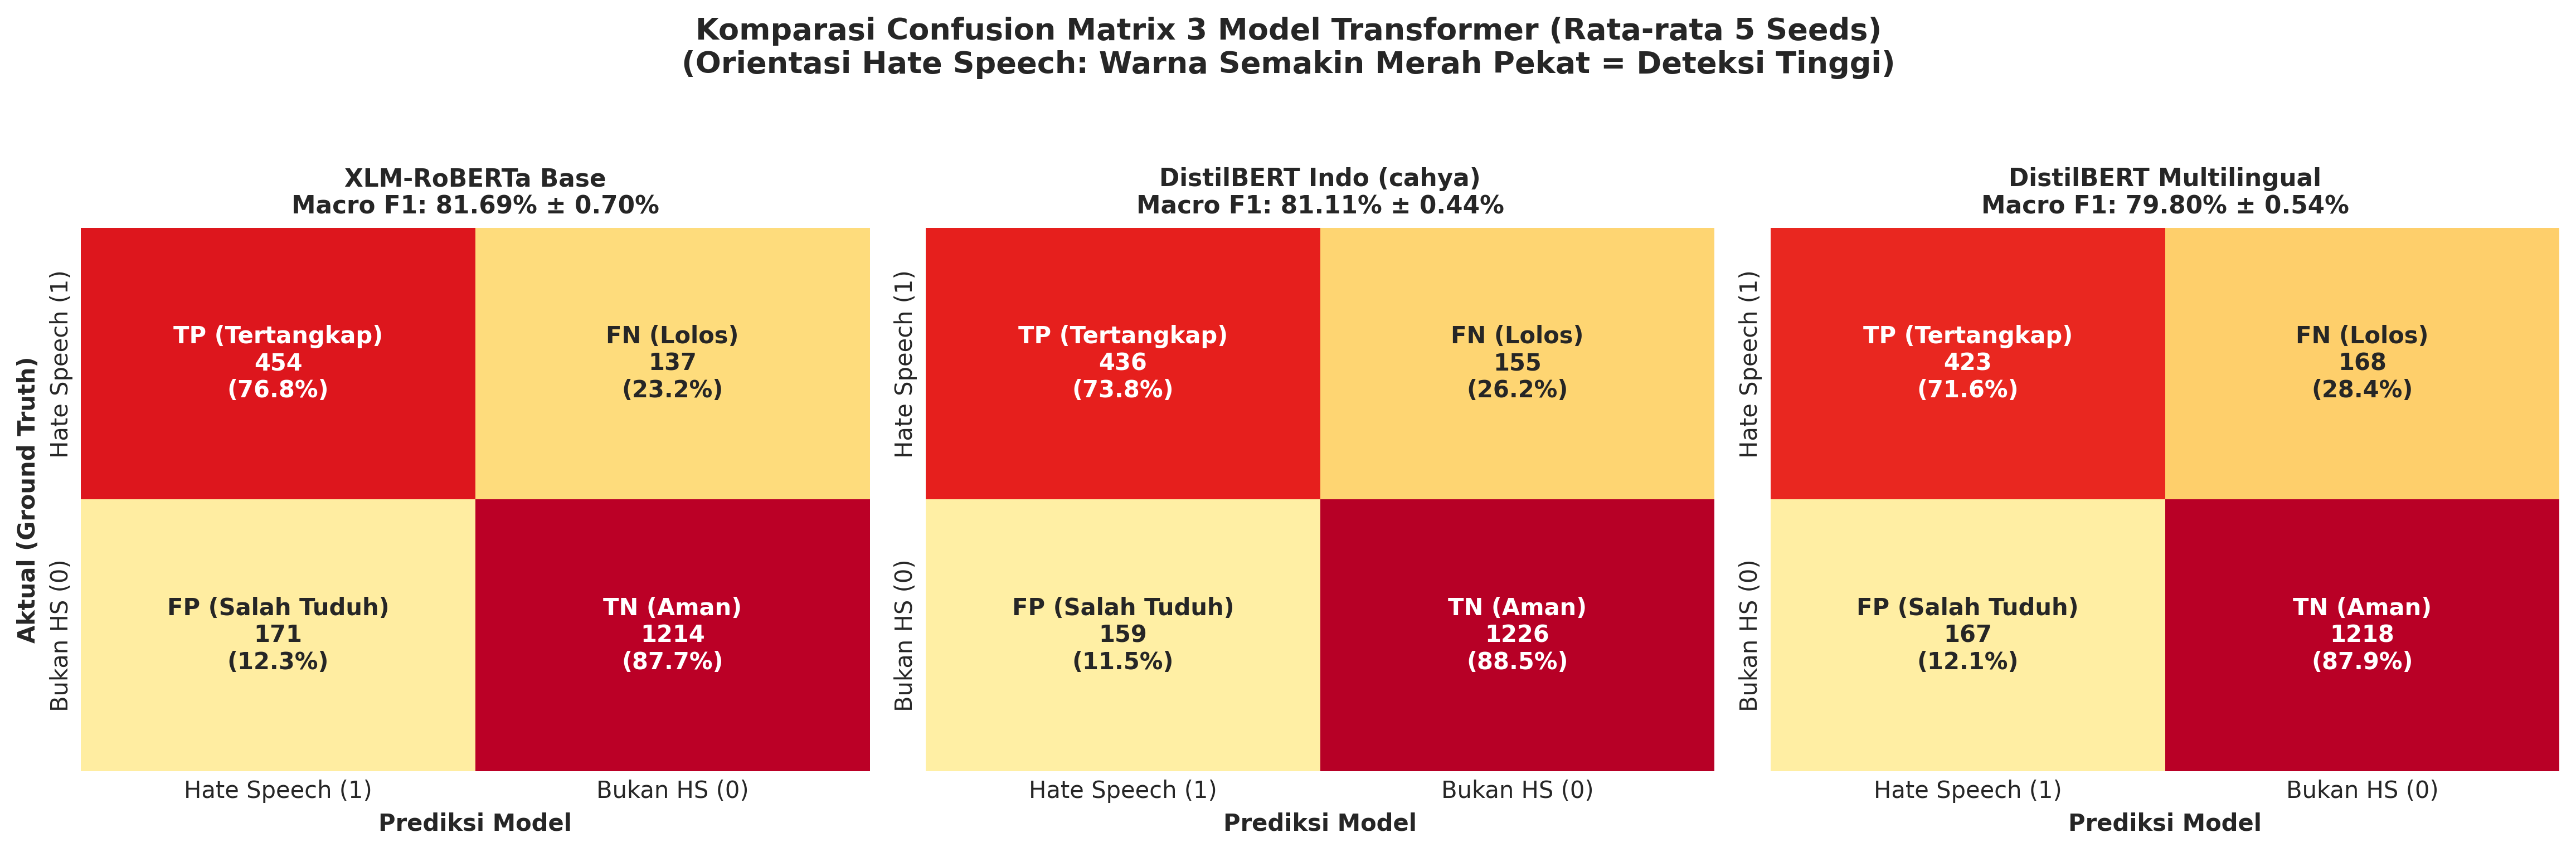 Komparasi Confusion Matrix 3 Model Transformer (Rata-rata 5 Seeds)
(Orientasi Hate Speech: Warna Semakin Merah Pekat = Deteksi Tinggi)
XLM-RoBERTa Base
Macro F1: 81.69% ± 0.70%
Aktual (Ground Truth)
Hate Speech (1)
Bukan HS (0)
TP (Tertangkap)
454
(76.8%)
FN (Lolos)
137
(23.2%)
FP (Salah Tuduh)
171
(12.3%)
TN (Aman)
1214
(87.7%)
Hate Speech (1)
Bukan HS (0)
Prediksi Model
DistilBERT Indo (cahya)
Macro F1: 81.11% ± 0.44%
Hate Speech (1)
Bukan HS (0)
TP (Tertangkap)
436
(73.8%)
FN (Lolos)
155
(26.2%)
FP (Salah Tuduh)
159
(11.5%)
TN (Aman)
1226
(88.5%)
Hate Speech (1)
Bukan HS (0)
Prediksi Model
DistilBERT Multilingual
Macro F1: 79.80% ± 0.54%
Hate Speech (1)
Bukan HS (0)
TP (Tertangkap)
423
(71.6%)
FN (Lolos)
168
(28.4%)
FP (Salah Tuduh)
167
(12.1%)
TN (Aman)
1218
(87.9%)
Hate Speech (1)
Bukan HS (0)
Prediksi Model